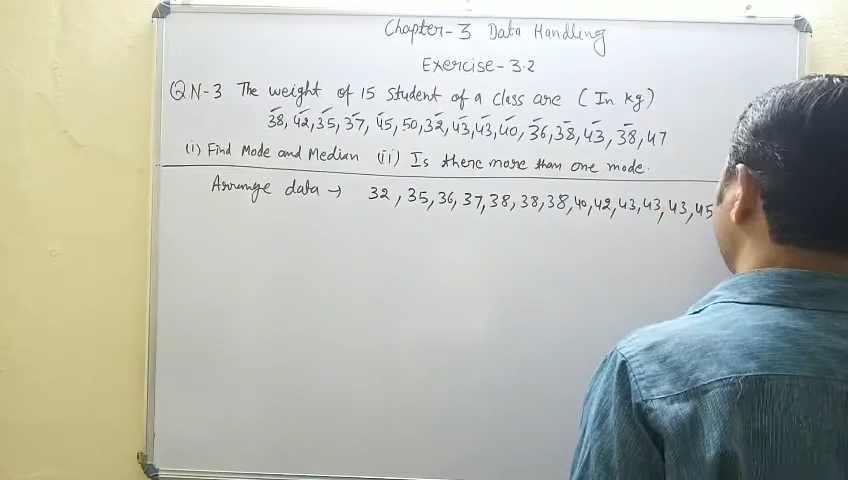 Chapter-3 Data Handling
Exercise-3.2
QN-3 The weight of 15 student of a class are (In kg)
38, 42, 35, 37, 45, 50, 32, 43, 43, 40, 36, 38, 43, 38, 47
(i) Find Mode and Median (ii) Is there more than one mode.
Arrange data → 32, 35, 36, 37, 38, 38, 38, 40, 42, 43, 43, 43, 45